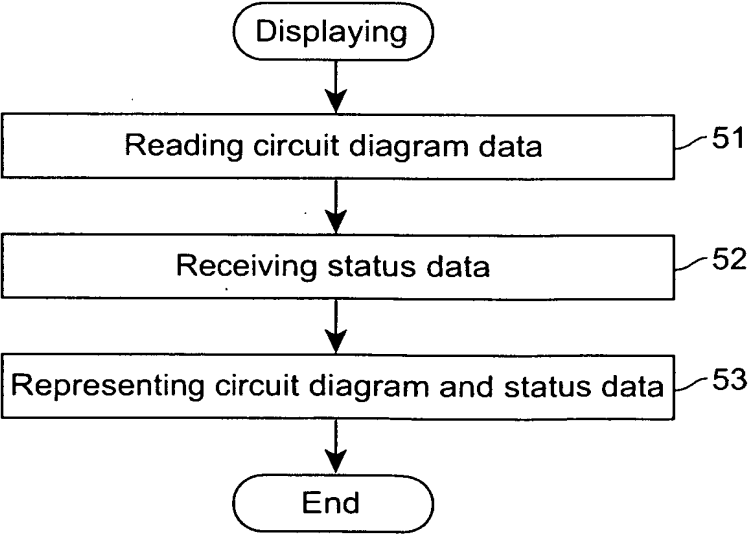 Displaying
Reading circuit diagram data
51
Receiving status data
52
Representing circuit diagram and status data
53
End